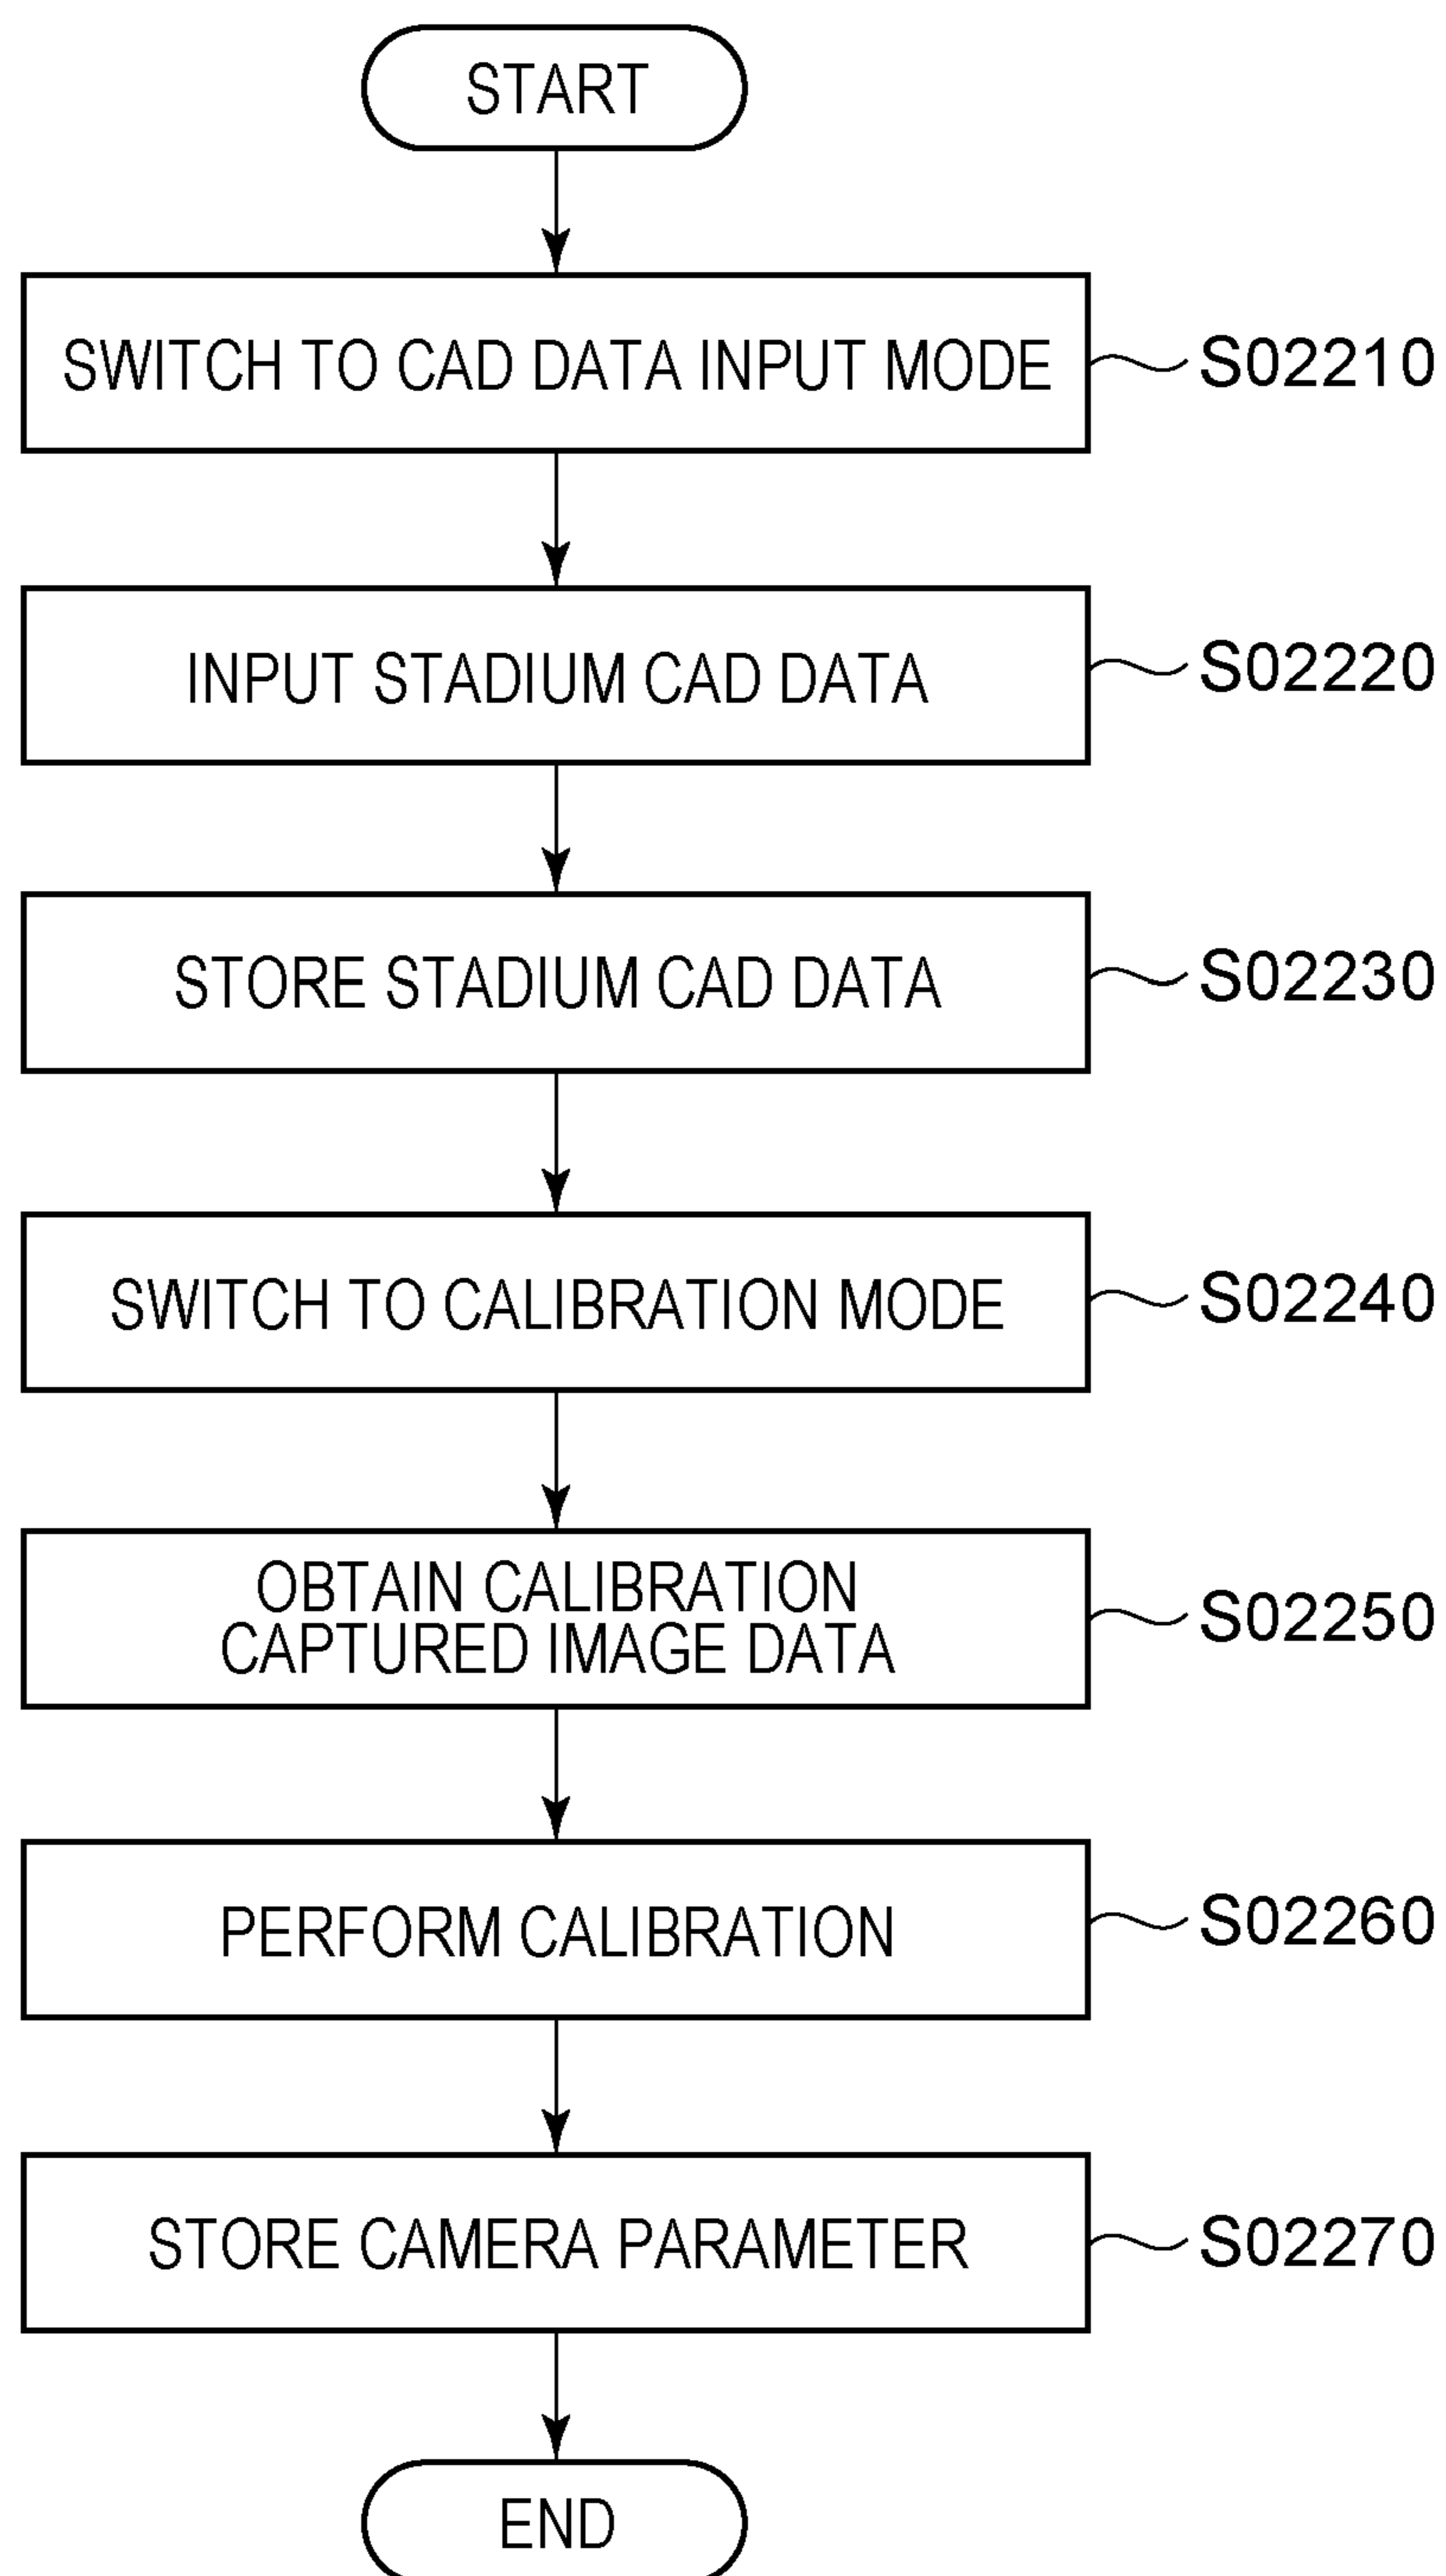 START
SWITCH TO CAD DATA INPUT MODE
S02210
INPUT STADIUM CAD DATA
S02220
STORE STADIUM CAD DATA
S02230
SWITCH TO CALIBRATION MODE
S02240
OBTAIN CALIBRATION
CAPTURED IMAGE DATA
S02250
PERFORM CALIBRATION
S02260
STORE CAMERA PARAMETER
S02270
END